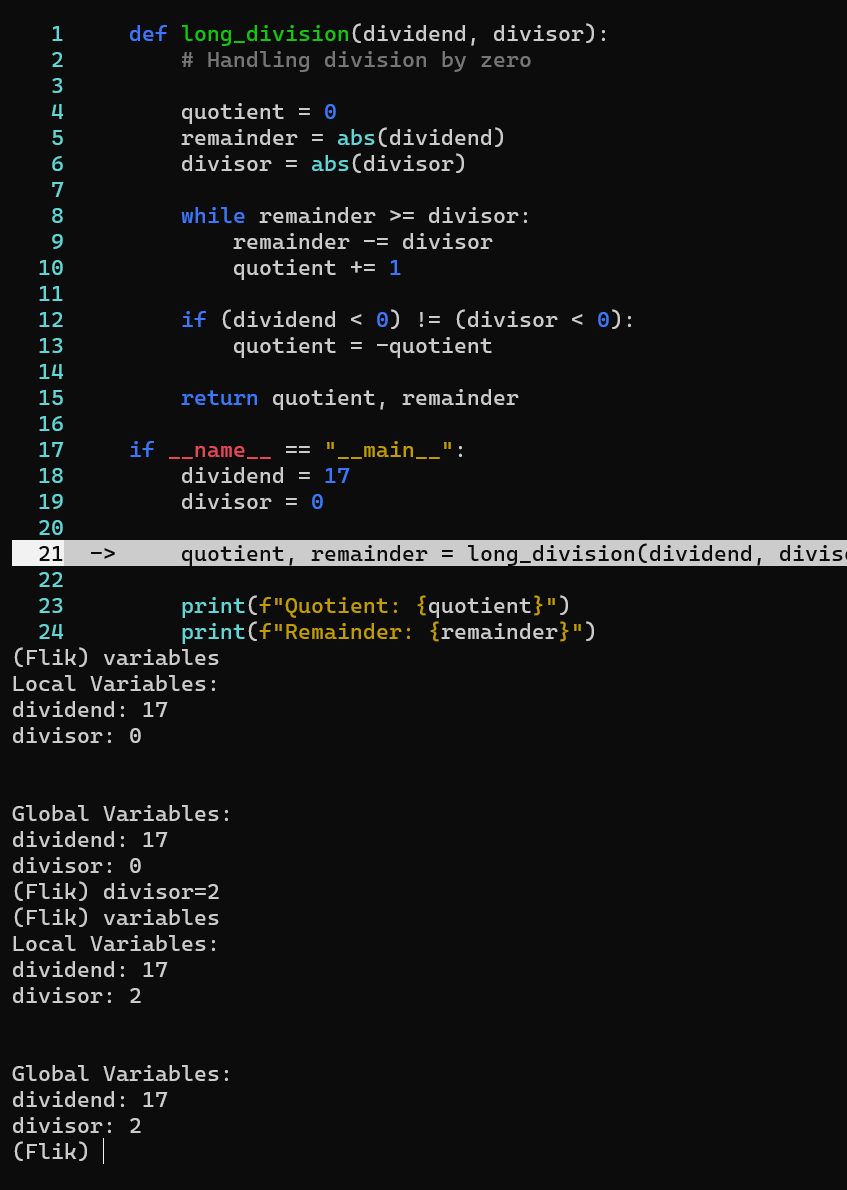 1 def long_division(dividend, divisor):
2 # Handling division by zero
3
4 quotient = 0
5 remainder = abs(dividend)
6 divisor = abs(divisor)
7
8 while remainder >= divisor:
9 remainder -= divisor
10 quotient += 1
11
12 if (dividend < 0) != (divisor < 0):
13 quotient = -quotient
14
15 return quotient, remainder
16
17 if __name__ == "__main__":
18 dividend = 17
19 divisor = 0
20
21 -> quotient, remainder = long_division(dividend, diviso
22
23 print(f"Quotient: {quotient}")
24 print(f"Remainder: {remainder}")
(Flik) variables
Local Variables:
dividend: 17
divisor: 0
Global Variables:
dividend: 17
divisor: 0
(Flik) divisor=2
(Flik) variables
Local Variables:
dividend: 17
divisor: 2
Global Variables:
dividend: 17
divisor: 2
(Flik)